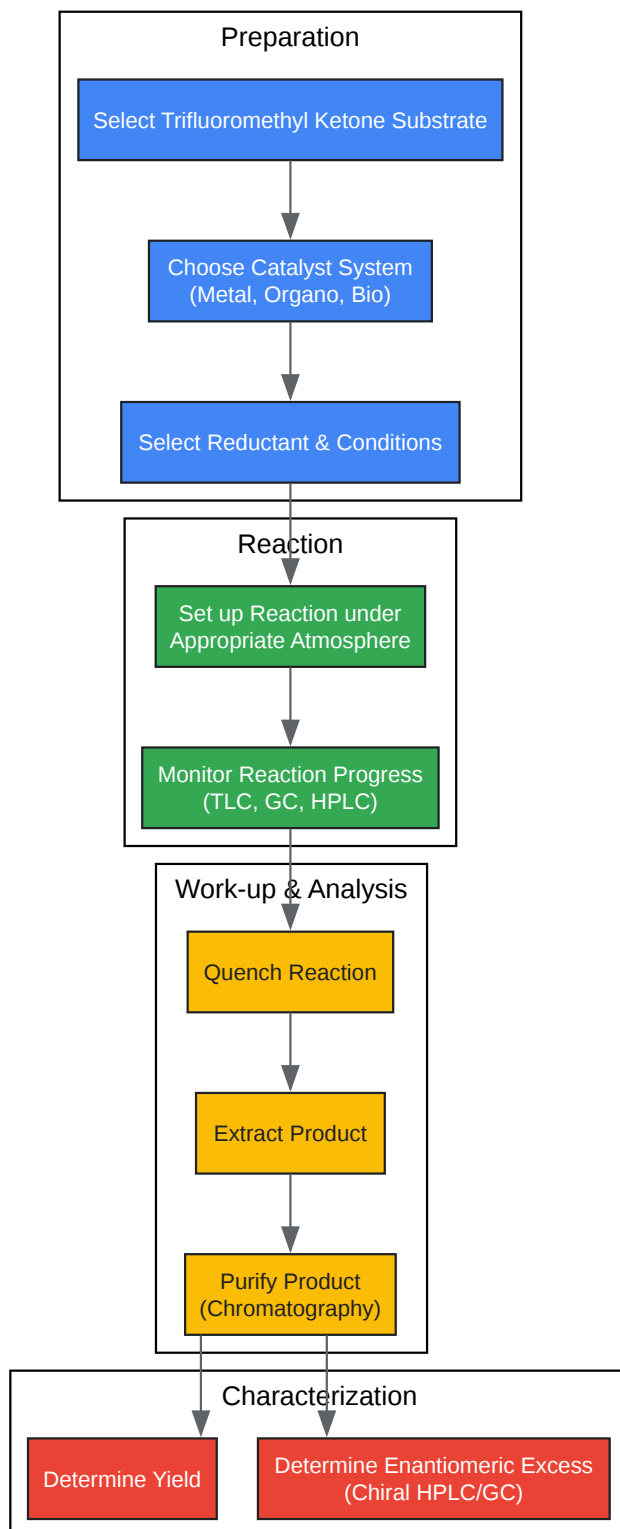 Preparation
Select Trifluoromethyl Ketone Substrate
Choose Catalyst System
(Metal, Organo, Bio)
Select Reductant & Conditions
Reaction
Set up Reaction under
Appropriate Atmosphere
Monitor Reaction Progress
(TLC, GC, HPLC)
Work-up & Analysis
Quench Reaction
Extract Product
Purify Product
(Chromatography)
Characterization
Determine Yield
Determine Enantiomeric Excess
(Chiral HPLC/GC)